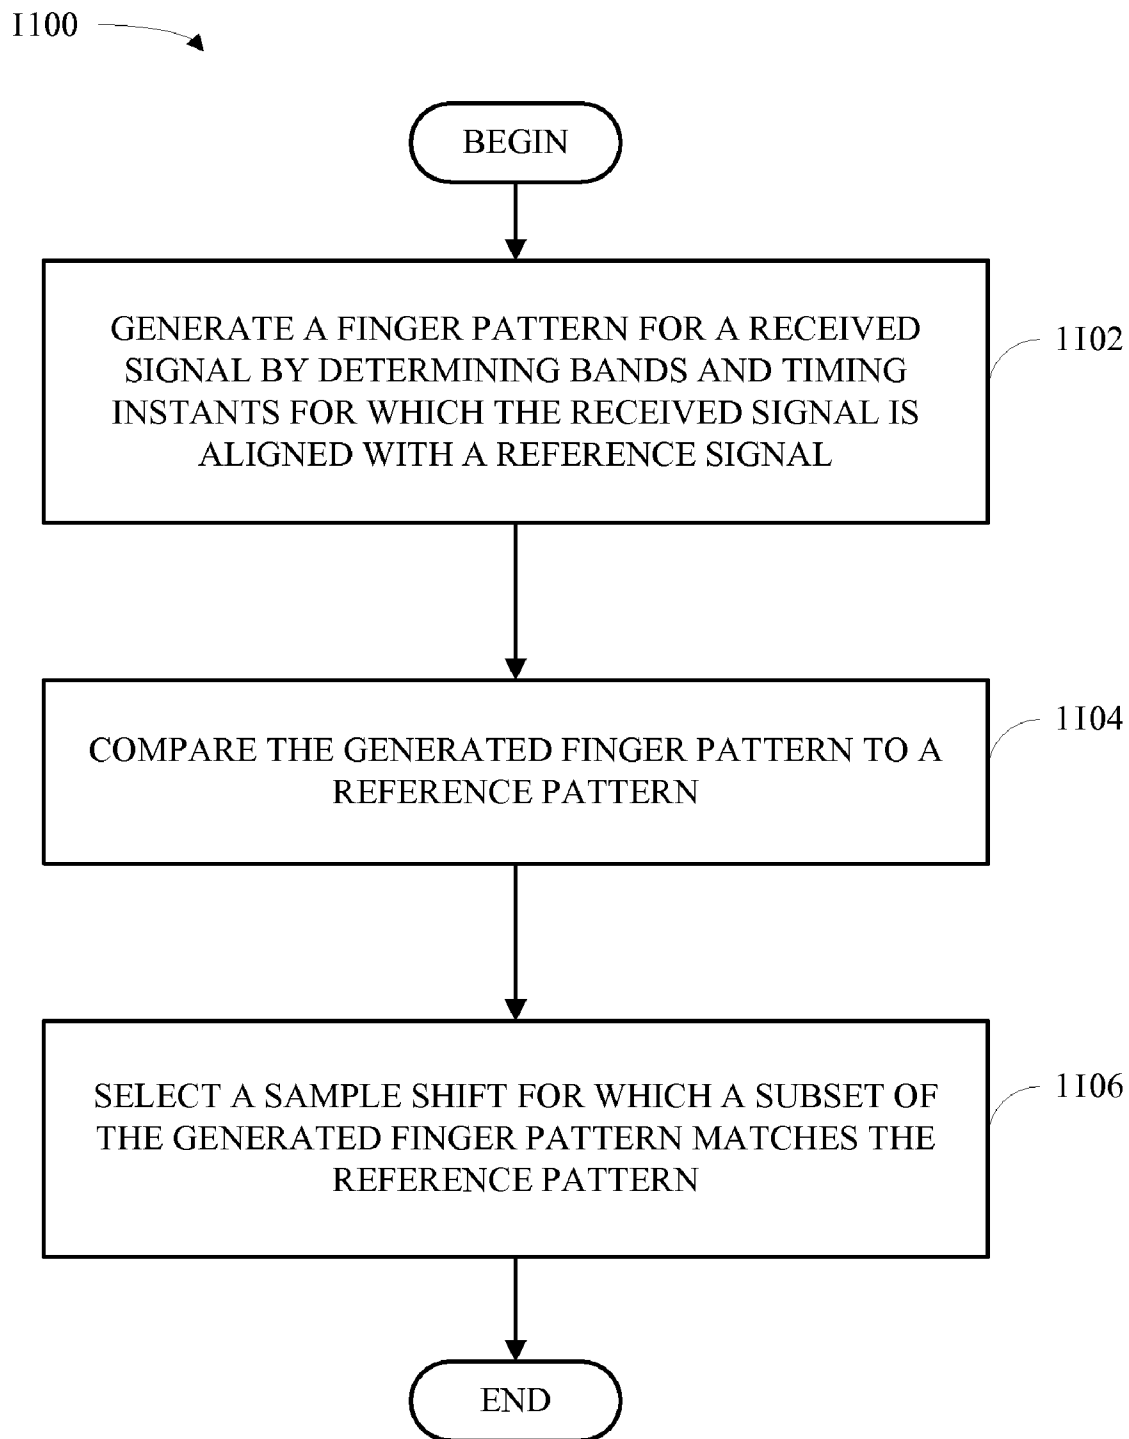 1100
BEGIN
GENERATE A FINGER PATTERN FOR A RECEIVED
SIGNAL BY DETERMINING BANDS AND TIMING
INSTANTS FOR WHICH THE RECEIVED SIGNAL IS
ALIGNED WITH A REFERENCE SIGNAL
1102
COMPARE THE GENERATED FINGER PATTERN TO A
REFERENCE PATTERN
1104
SELECT A SAMPLE SHIFT FOR WHICH A SUBSET OF
THE GENERATED FINGER PATTERN MATCHES THE
REFERENCE PATTERN
1106
END